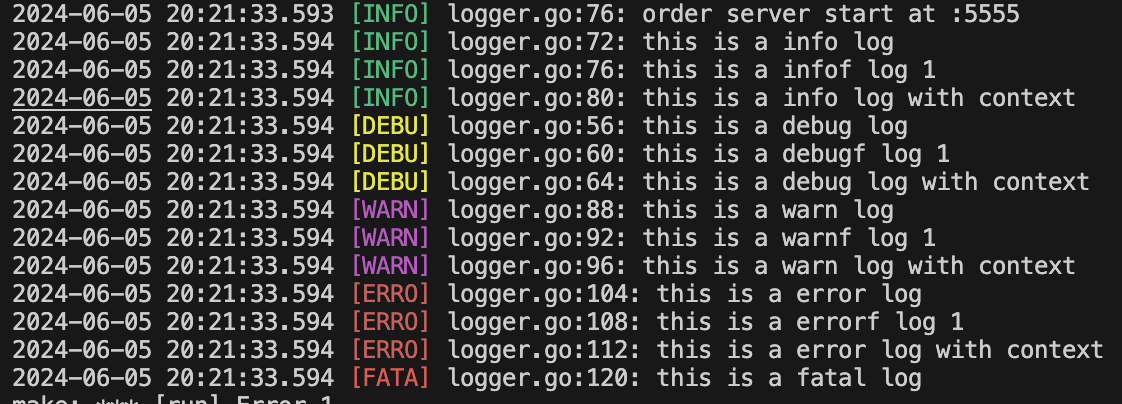 2024-06-05 20:21:33.593 [INFO] logger.go:76: order server start at :5555
2024-06-05 20:21:33.594 [INFO] logger.go:72: this is a info log
2024-06-05 20:21:33.594 [INFO] logger.go:76: this is a infof log 1
2024-06-05 20:21:33.594 [INFO] logger.go:80: this is a info log with context
2024-06-05 20:21:33.594 [DEBU] logger.go:56: this is a debug log
2024-06-05 20:21:33.594 [DEBU] logger.go:60: this is a debugf log 1
2024-06-05 20:21:33.594 [DEBU] logger.go:64: this is a debug log with context
2024-06-05 20:21:33.594 [WARN] logger.go:88: this is a warn log
2024-06-05 20:21:33.594 [WARN] logger.go:92: this is a warnf log 1
2024-06-05 20:21:33.594 [WARN] logger.go:96: this is a warn log with context
2024-06-05 20:21:33.594 [ERRO] logger.go:104: this is a error log
2024-06-05 20:21:33.594 [ERRO] logger.go:108: this is a errorf log 1
2024-06-05 20:21:33.594 [ERRO] logger.go:112: this is a error log with context
2024-06-05 20:21:33.594 [FATA] logger.go:120: this is a fatal log
make: *** [run] Error 1